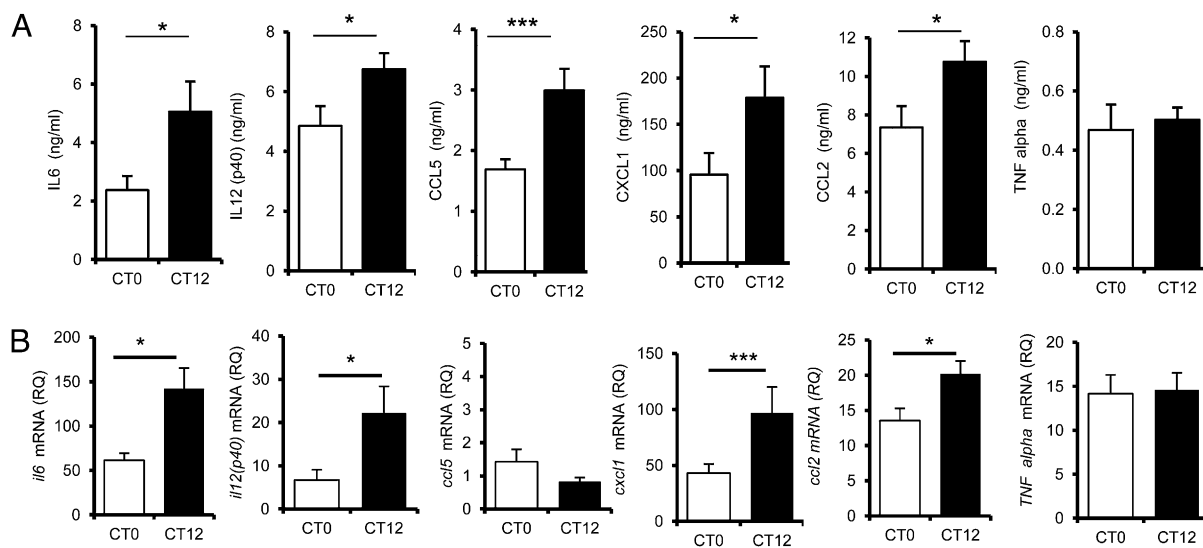 A
* * *** * *
IL6 (ng/ml)
8
6
4
2
0
CT0 CT12
IL12 (p40) (ng/ml)
8
6
4
2
0
CT0 CT12
CCL5 (ng/ml)
4
3
2
1
0
CT0 CT12
CXCL1 (ng/ml)
250
200
150
100
50
0
CT0 CT12
CCL2 (ng/ml)
12
10
8
6
4
2
0
CT0 CT12
TNF alpha (ng/ml)
0.8
0.6
0.4
0.2
0.0
CT0 CT12
B
* * *** *
il6 mRNA (RQ)
200
150
100
50
0
CT0 CT12
il12(p40) mRNA (RQ)
40
30
20
10
0
CT0 CT12
ccl5 mRNA (RQ)
5
4
3
2
1
0
CT0 CT12
cxcl1 mRNA (RQ)
150
100
50
0
CT0 CT12
ccl2 mRNA (RQ)
25
20
15
10
5
0
CT0 CT12
TNF alpha mRNA (RQ)
20
15
10
5
0
CT0 CT12